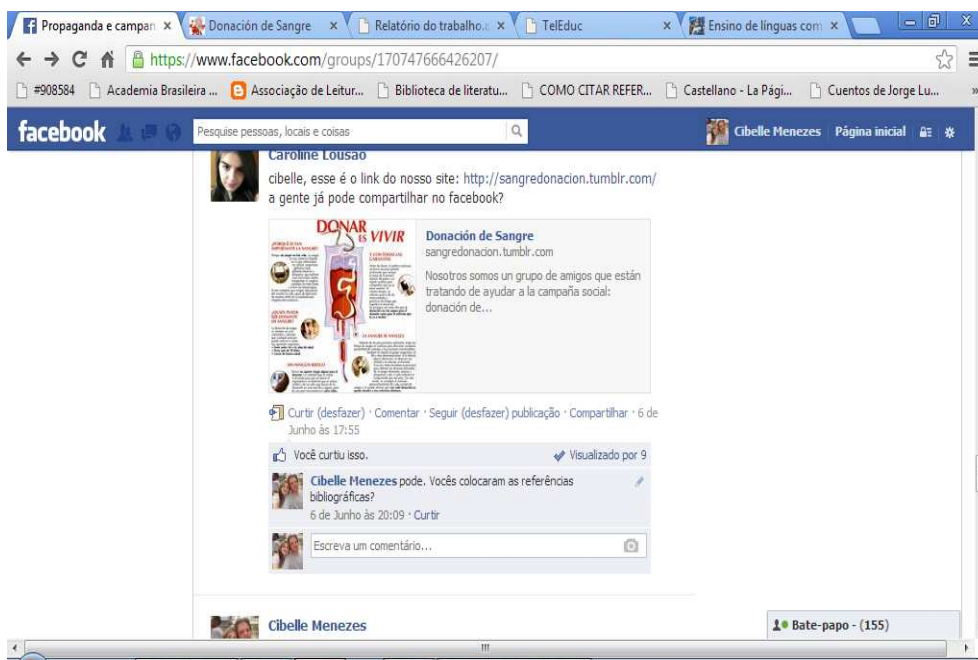 Propaganda e campan
Donación de Sangre
Relatório do trabalho.c
TelEduc
Ensino de línguas com
https://www.facebook.com/groups/170747666426207/
#908584
Academia Brasileira ...
Associação de Leitur...
Biblioteca de literatu...
COMO CITAR REFER...
Castellano - La Pági...
Cuentos de Jorge Lu...
facebook
Pesquise pessoas, locais e coisas
Cibelle Menezes
Página inicial
Caroline Lousão
cibelle, esse é o link do nosso site: http://sangredonacion.tumblr.com/
a gente já pode compartilhar no facebook?
DONAR
ES VIVIR
Donación de Sangre
sangredonacion.tumblr.com
Nosotros somos un grupo de amigos que están
tratando de ayudar a la campaña social:
donación de...
Curtir (desfazer) · Comentar · Seguir (desfazer) publicação · Compartilhar · 6 de
Junho às 17:55
Você curtiu isso.
Visualizado por 9
Cibelle Menezes pode. Vocês colocaram as referências
bibliográficas?
6 de Junho às 20:09 · Curtir
Escreva um comentário...
Cibelle Menezes
Bate-papo - (155)